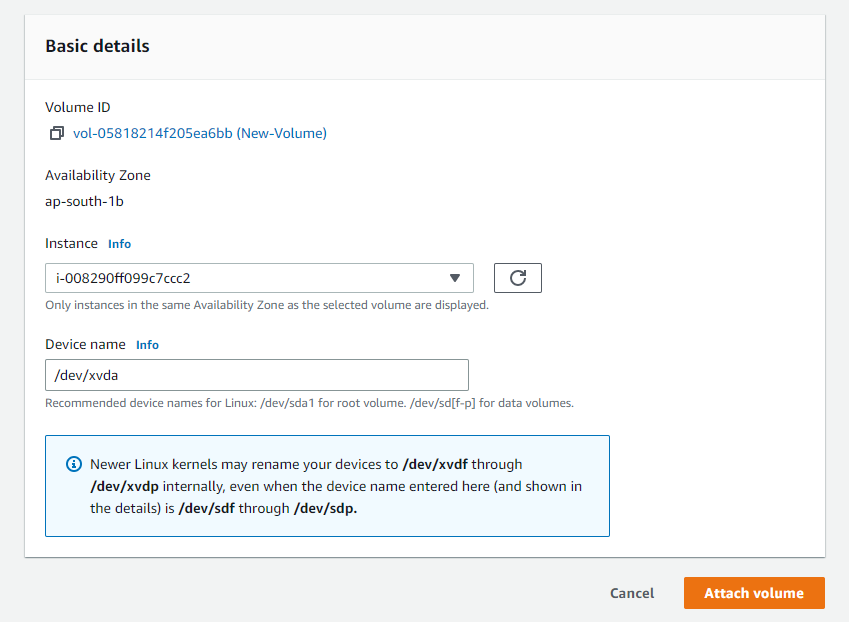 Basic details
Volume ID
vol-05818214f205ea6bb (New-Volume)
Availability Zone
ap-south-1b
Instance Info
i-008290ff099c7ccc2
Only instances in the same Availability Zone as the selected volume are displayed.
Device name Info
/dev/xvda
Recommended device names for Linux: /dev/sda1 for root volume. /dev/sd[f-p] for data volumes.
Newer Linux kernels may rename your devices to /dev/xvdf through
/dev/xvdp internally, even when the device name entered here (and shown in
the details) is /dev/sdf through /dev/sdp.
Cancel Attach volume